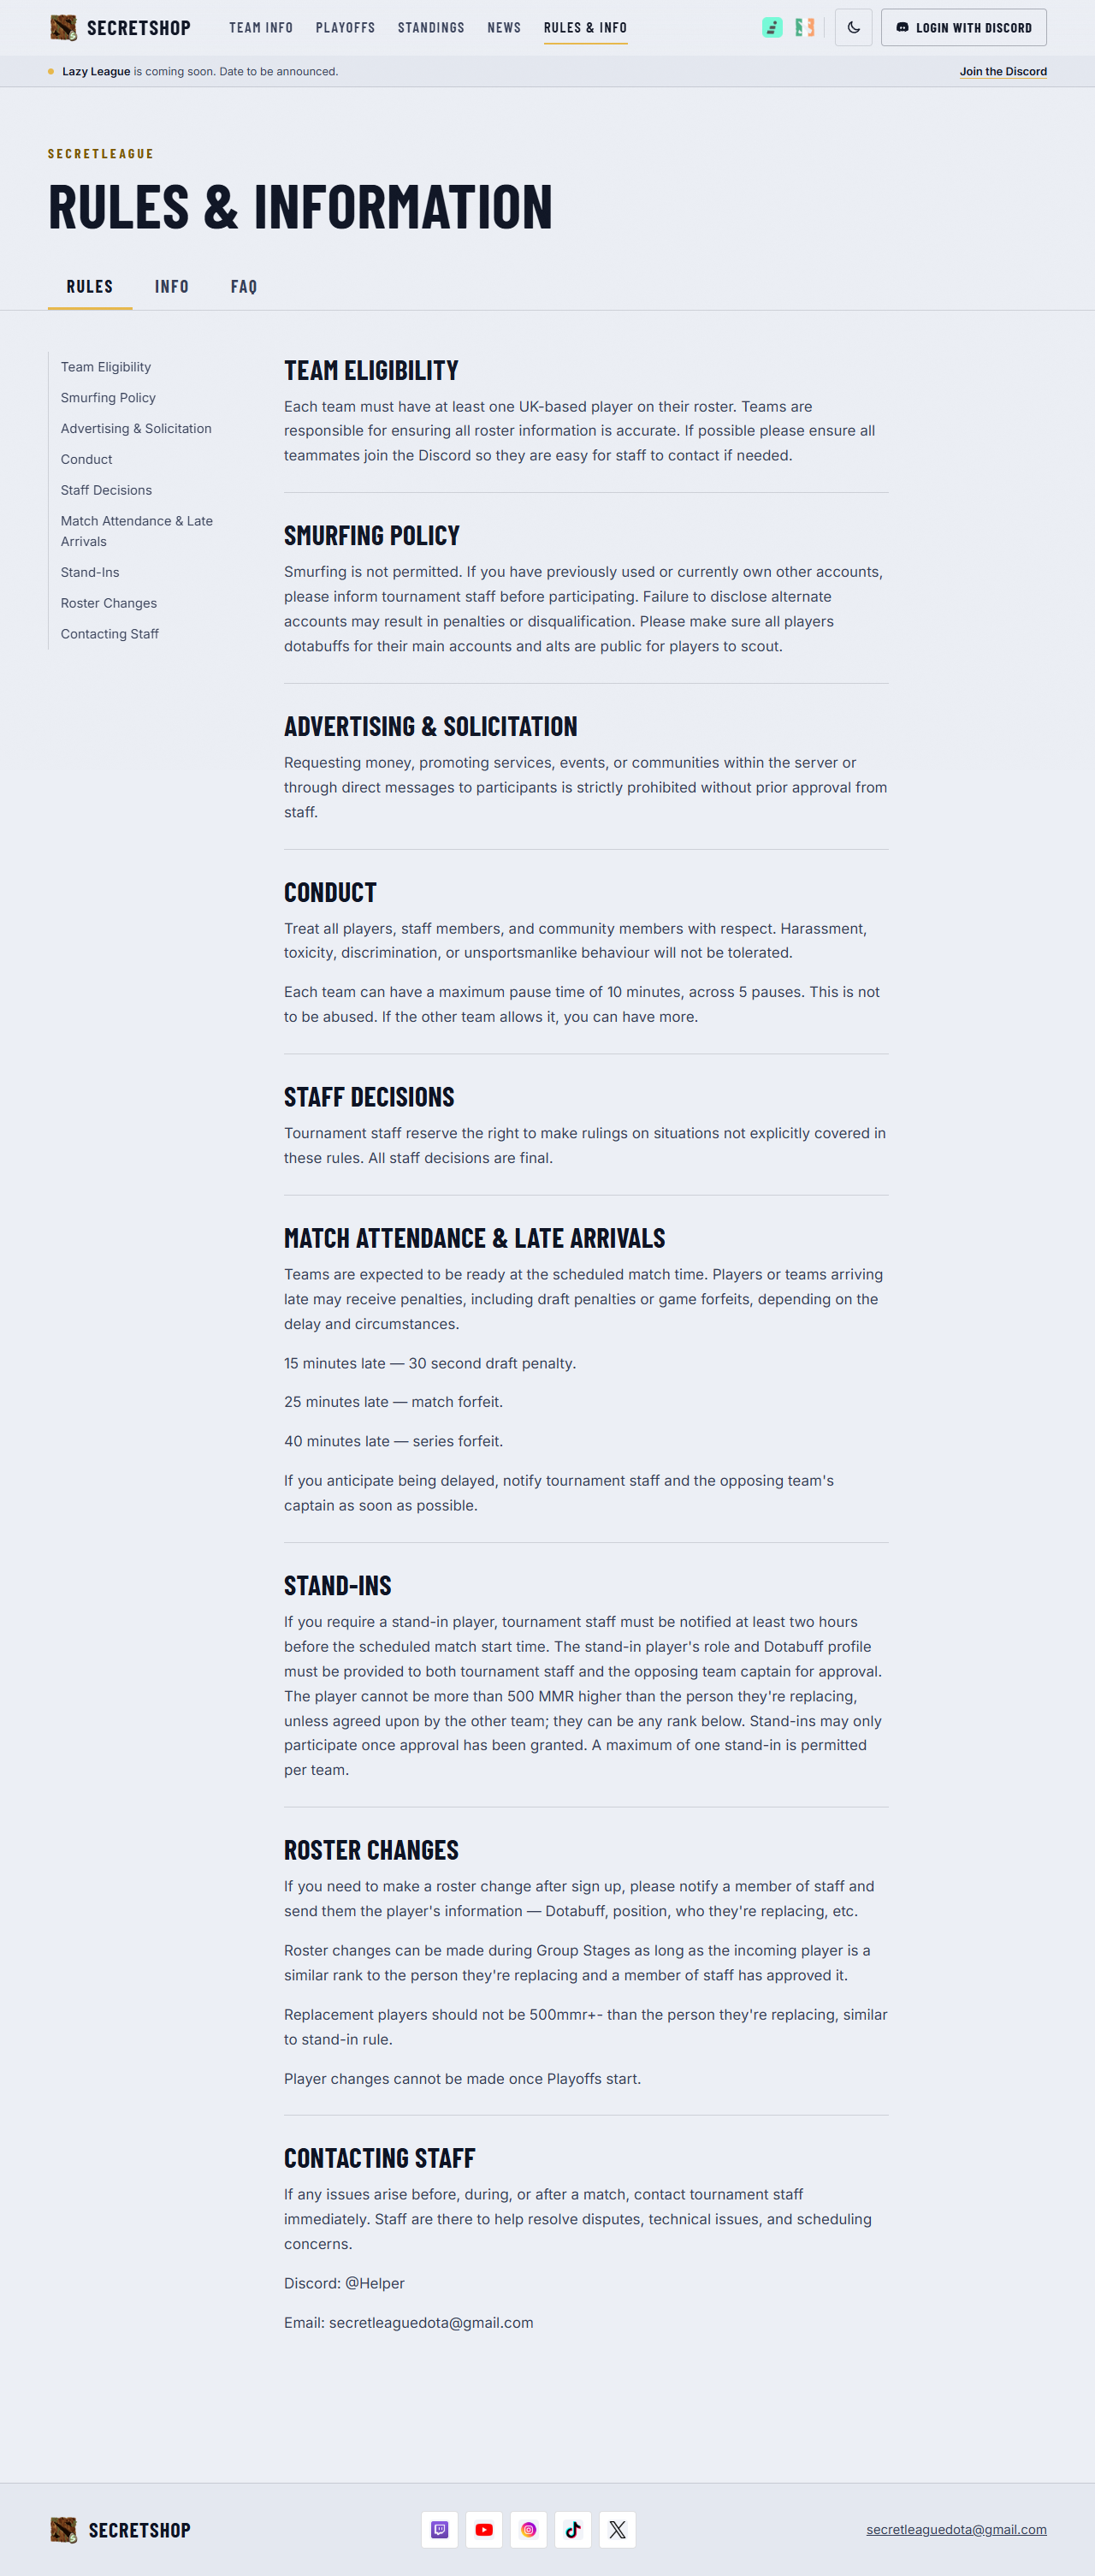 SECRETSHOP
TEAM INFO
PLAYOFFS
STANDINGS
NEWS
RULES & INFO
LOGIN WITH DISCORD
Lazy League is coming soon. Date to be announced.
Join the Discord
SECRETLEAGUE
RULES & INFORMATION
RULES
INFO
FAQ
Team Eligibility
Smurfing Policy
Advertising & Solicitation
Conduct
Staff Decisions
Match Attendance & Late
Arrivals
Stand-Ins
Roster Changes
Contacting Staff
TEAM ELIGIBILITY
Each team must have at least one UK-based player on their roster. Teams are
responsible for ensuring all roster information is accurate. If possible please ensure all
teammates join the Discord so they are easy for staff to contact if needed.
SMURFING POLICY
Smurfing is not permitted. If you have previously used or currently own other accounts,
please inform tournament staff before participating. Failure to disclose alternate
accounts may result in penalties or disqualification. Please make sure all players
dotabuffs for their main accounts and alts are public for players to scout.
ADVERTISING & SOLICITATION
Requesting money, promoting services, events, or communities within the server or
through direct messages to participants is strictly prohibited without prior approval from
staff.
CONDUCT
Treat all players, staff members, and community members with respect. Harassment,
toxicity, discrimination, or unsportsmanlike behaviour will not be tolerated.
Each team can have a maximum pause time of 10 minutes, across 5 pauses. This is not
to be abused. If the other team allows it, you can have more.
STAFF DECISIONS
Tournament staff reserve the right to make rulings on situations not explicitly covered in
these rules. All staff decisions are final.
MATCH ATTENDANCE & LATE ARRIVALS
Teams are expected to be ready at the scheduled match time. Players or teams arriving
late may receive penalties, including draft penalties or game forfeits, depending on the
delay and circumstances.
15 minutes late — 30 second draft penalty.
25 minutes late — match forfeit.
40 minutes late — series forfeit.
If you anticipate being delayed, notify tournament staff and the opposing team's
captain as soon as possible.
STAND-INS
If you require a stand-in player, tournament staff must be notified at least two hours
before the scheduled match start time. The stand-in player's role and Dotabuff profile
must be provided to both tournament staff and the opposing team captain for approval.
The player cannot be more than 500 MMR higher than the person they're replacing,
unless agreed upon by the other team; they can be any rank below. Stand-ins may only
participate once approval has been granted. A maximum of one stand-in is permitted
per team.
ROSTER CHANGES
If you need to make a roster change after sign up, please notify a member of staff and
send them the player's information — Dotabuff, position, who they're replacing, etc.
Roster changes can be made during Group Stages as long as the incoming player is a
similar rank to the person they're replacing and a member of staff has approved it.
Replacement players should not be 500mmr+- than the person they're replacing, similar
to stand-in rule.
Player changes cannot be made once Playoffs start.
CONTACTING STAFF
If any issues arise before, during, or after a match, contact tournament staff
immediately. Staff are there to help resolve disputes, technical issues, and scheduling
concerns.
Discord: @Helper
Email: secretleaguedota@gmail.com
SECRETSHOP
secretleaguedota@gmail.com